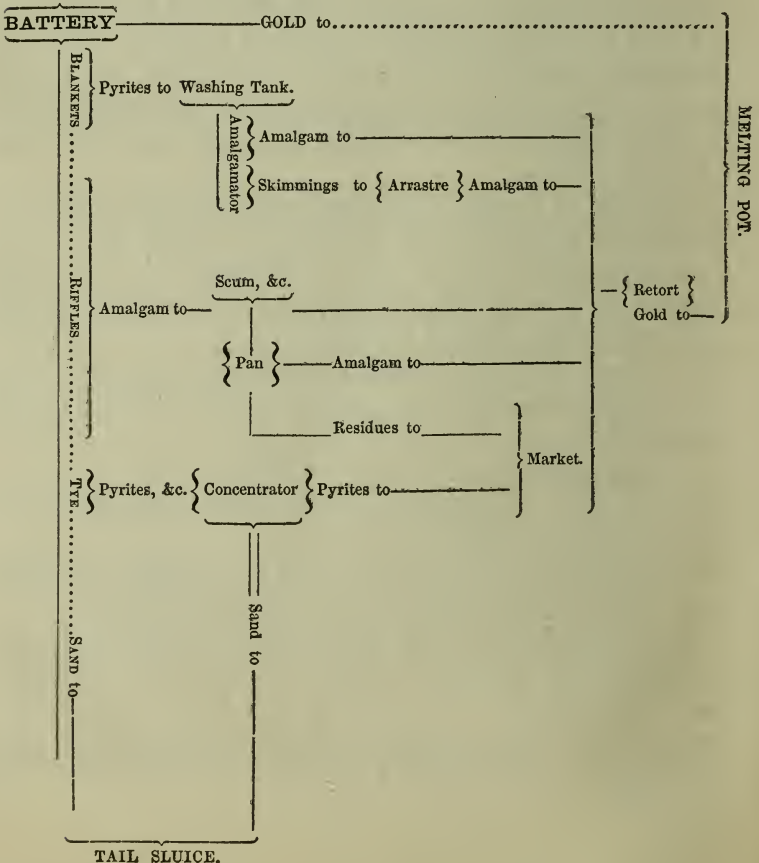 BATTERY GOLD to
BLANKETS
Pyrites to Washing Tank.
Amalgamator
Amalgam to
Skimmings to { Arrastre } Amalgam to
MELTING POT.
RIFFLES
Amalgam to
Scum, &c.
{ Retort }
Gold to
{ Pan } Amalgam to
Residues to
Market.
TYE
Pyrites, &c. { Concentrator } Pyrites to
Sand to
SAND to
TAIL SLUICE.